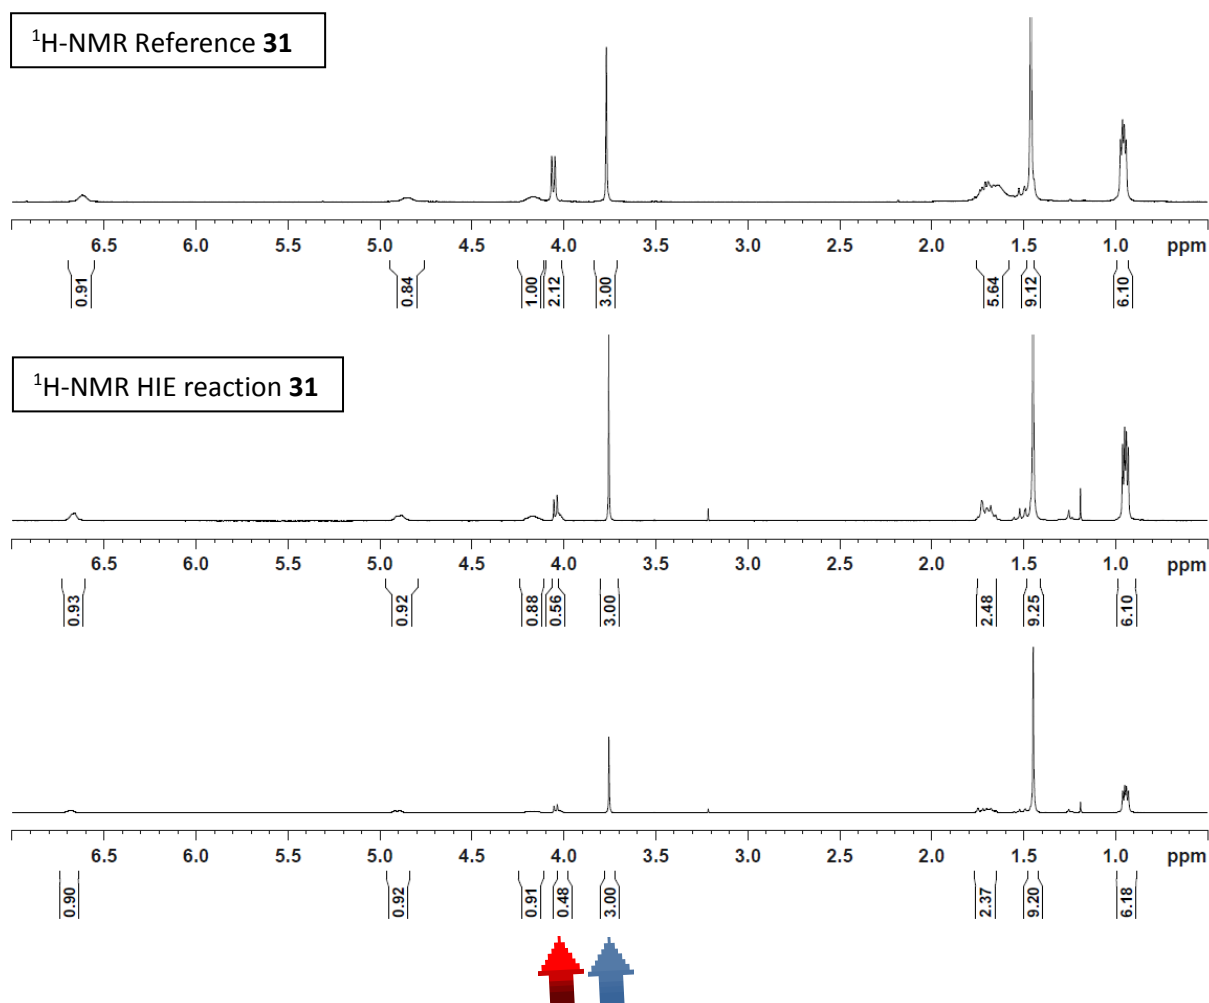 ¹H-NMR Reference 31
6.5 6.0 5.5 5.0 4.5 4.0 3.5 3.0 2.5 2.0 1.5 1.0 ppm
0.91 0.84 1.00 2.12 3.00 5.64 9.12 6.10
¹H-NMR HIE reaction 31
6.5 6.0 5.5 5.0 4.5 4.0 3.5 3.0 2.5 2.0 1.5 1.0 ppm
0.93 0.92 0.88 0.56 3.00 2.48 9.25 6.10
6.5 6.0 5.5 5.0 4.5 4.0 3.5 3.0 2.5 2.0 1.5 1.0 ppm
0.90 0.92 0.91 0.48 3.00 2.37 9.20 6.18